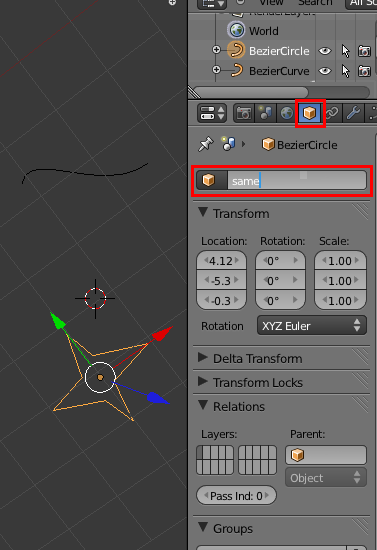 View Search All Sc
RenderLayers
World
BezierCircle
BezierCurve
BezierCircle
same
Transform
Location: Rotation: Scale:
4.12 0° 1.00
-5.3 0° 1.00
-0.3 0° 1.00
Rotation XYZ Euler
Delta Transform
Transform Locks
Relations
Layers: Parent:
Object
Pass Ind: 0
Groups